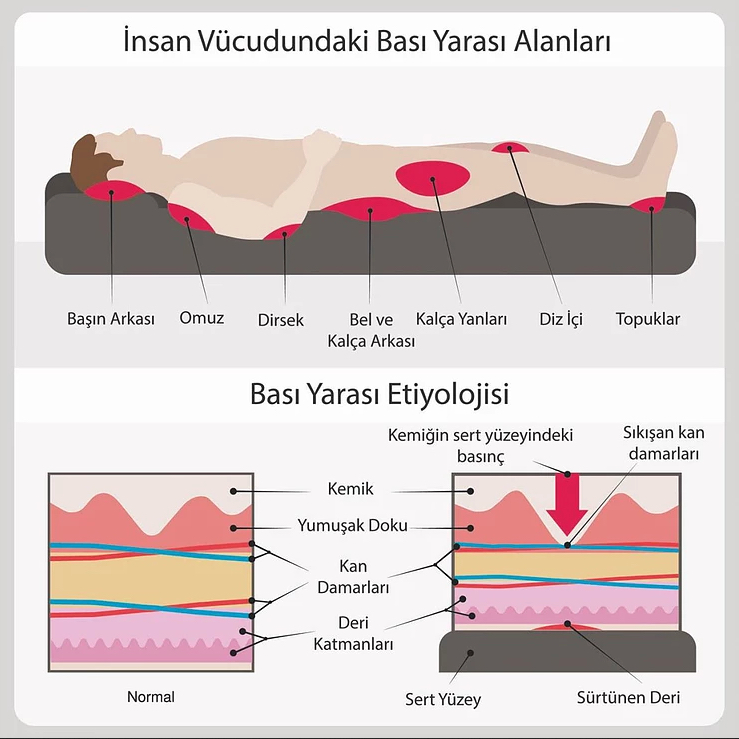 İnsan Vücudundaki Bası Yarası Alanları
Başın Arkası
Omuz
Dirsek
Bel ve
Kalça Arkası
Kalça Yanları
Diz İçi
Topuklar
Bası Yarası Etiyolojisi
Kemiğin sert yüzeyindeki
basınç
Sıkışan kan
damarları
Kemik
Yumuşak Doku
Kan
Damarları
Deri
Katmanları
Normal
Sert Yüzey
Sürtünen Deri